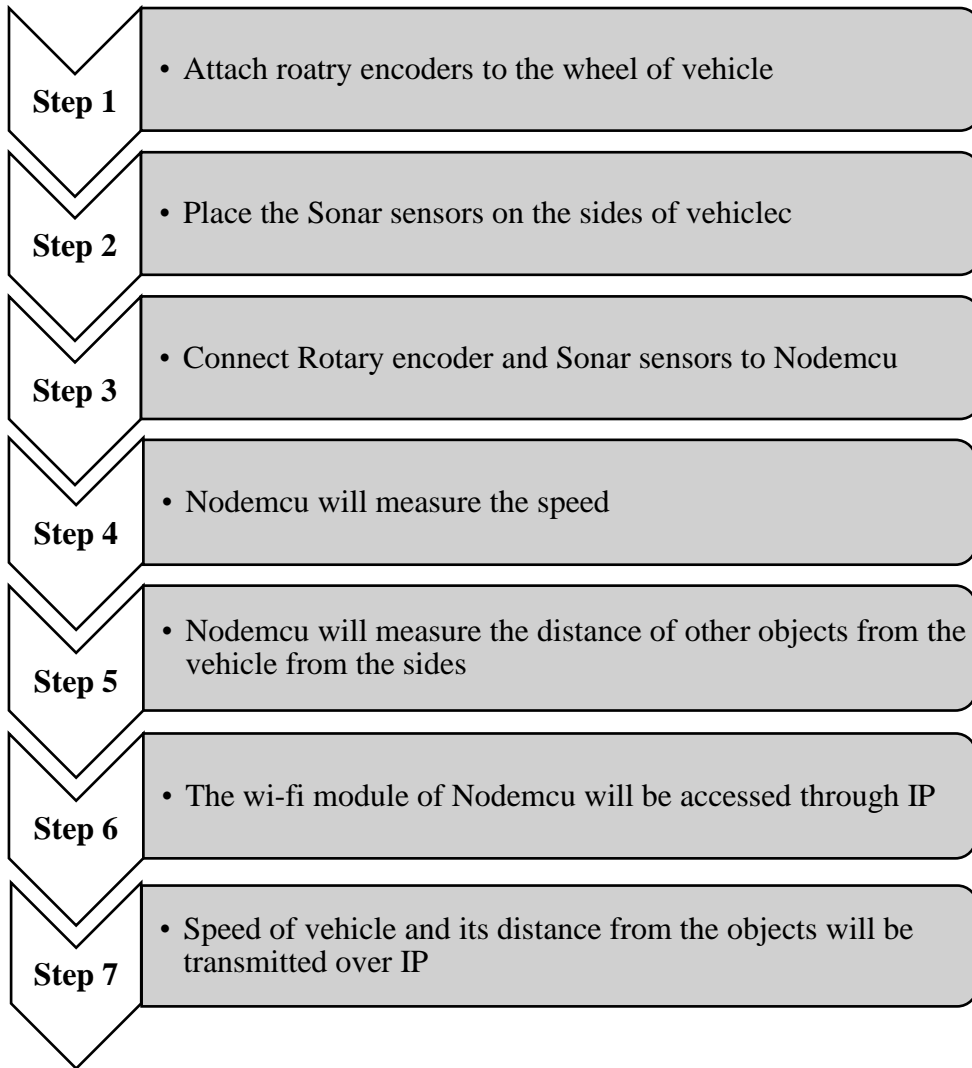 Step 1
• Attach roatry encoders to the wheel of vehicle
Step 2
• Place the Sonar sensors on the sides of vehiclec
Step 3
• Connect Rotary encoder and Sonar sensors to Nodemcu
Step 4
• Nodemcu will measure the speed
Step 5
• Nodemcu will measure the distance of other objects from the
vehicle from the sides
Step 6
• The wi-fi module of Nodemcu will be accessed through IP
Step 7
• Speed of vehicle and its distance from the objects will be
transmitted over IP